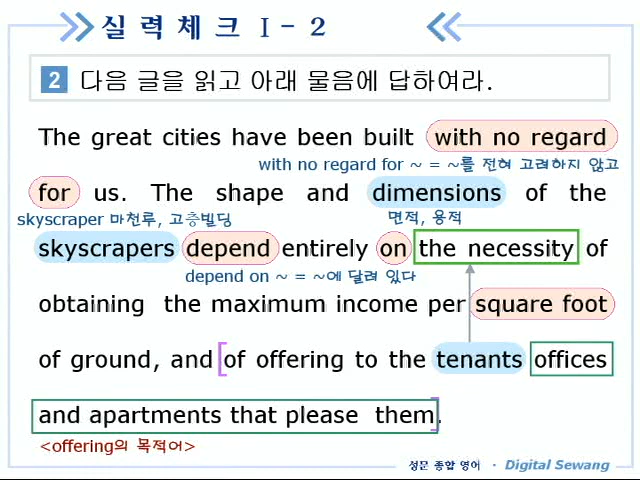 실 력 체 크 I - 2
2 다음 글을 읽고 아래 물음에 답하여라.
The great cities have been built with no regard
with no regard for ~ = ~를 전혀 고려하지 않고
for us. The shape and dimensions of the
skyscraper 마천루, 고층빌딩 면적, 용적
skyscrapers depend entirely on the necessity of
depend on ~ = ~에 달려 있다
obtaining the maximum income per square foot
of ground, and of offering to the tenants offices
and apartments that please them.
<offering의 목적어>
성문 종합 영어 · Digital Sewang